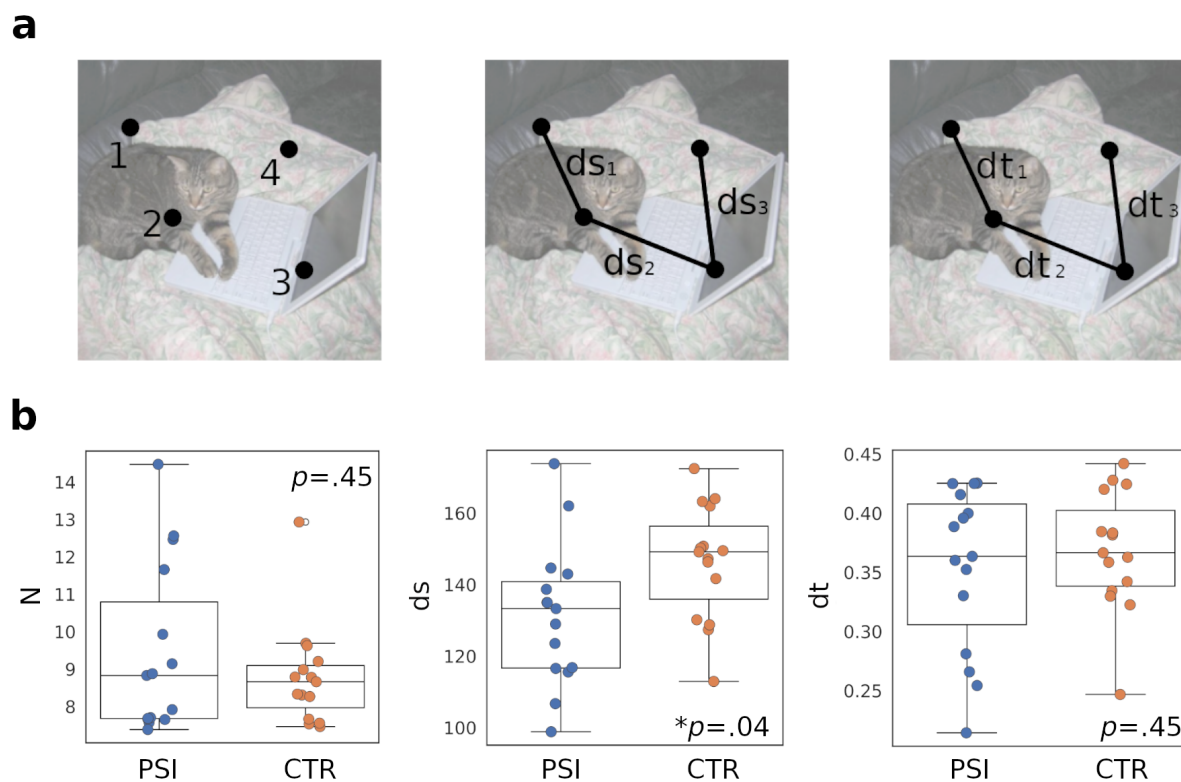 a
1
2
3
4
ds1
ds2
ds3
dt1
dt2
dt3
b
N
14
13
12
11
10
9
8
p=.45
PSI
CTR
ds
160
140
120
100
*p=.04
PSI
CTR
dt
0.45
0.40
0.35
0.30
0.25
p=.45
PSI
CTR